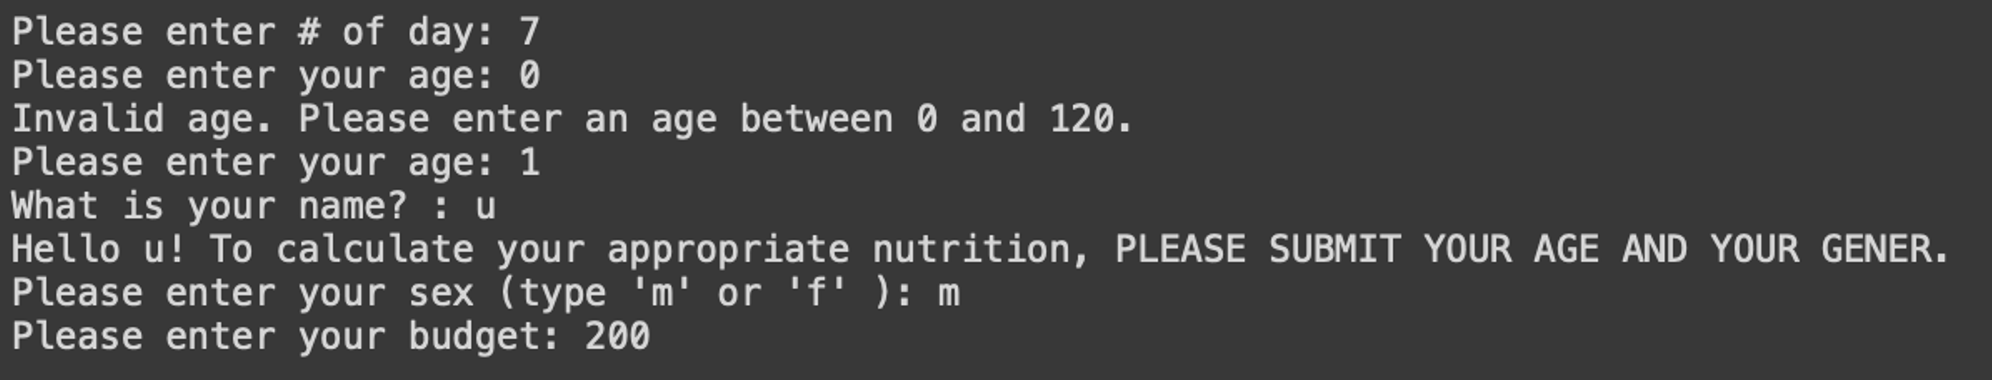 Please enter # of day: 7
Please enter your age: 0
Invalid age. Please enter an age between 0 and 120.
Please enter your age: 1
What is your name? : u
Hello u! To calculate your appropriate nutrition, PLEASE SUBMIT YOUR AGE AND YOUR GENER.
Please enter your sex (type 'm' or 'f' ): m
Please enter your budget: 200